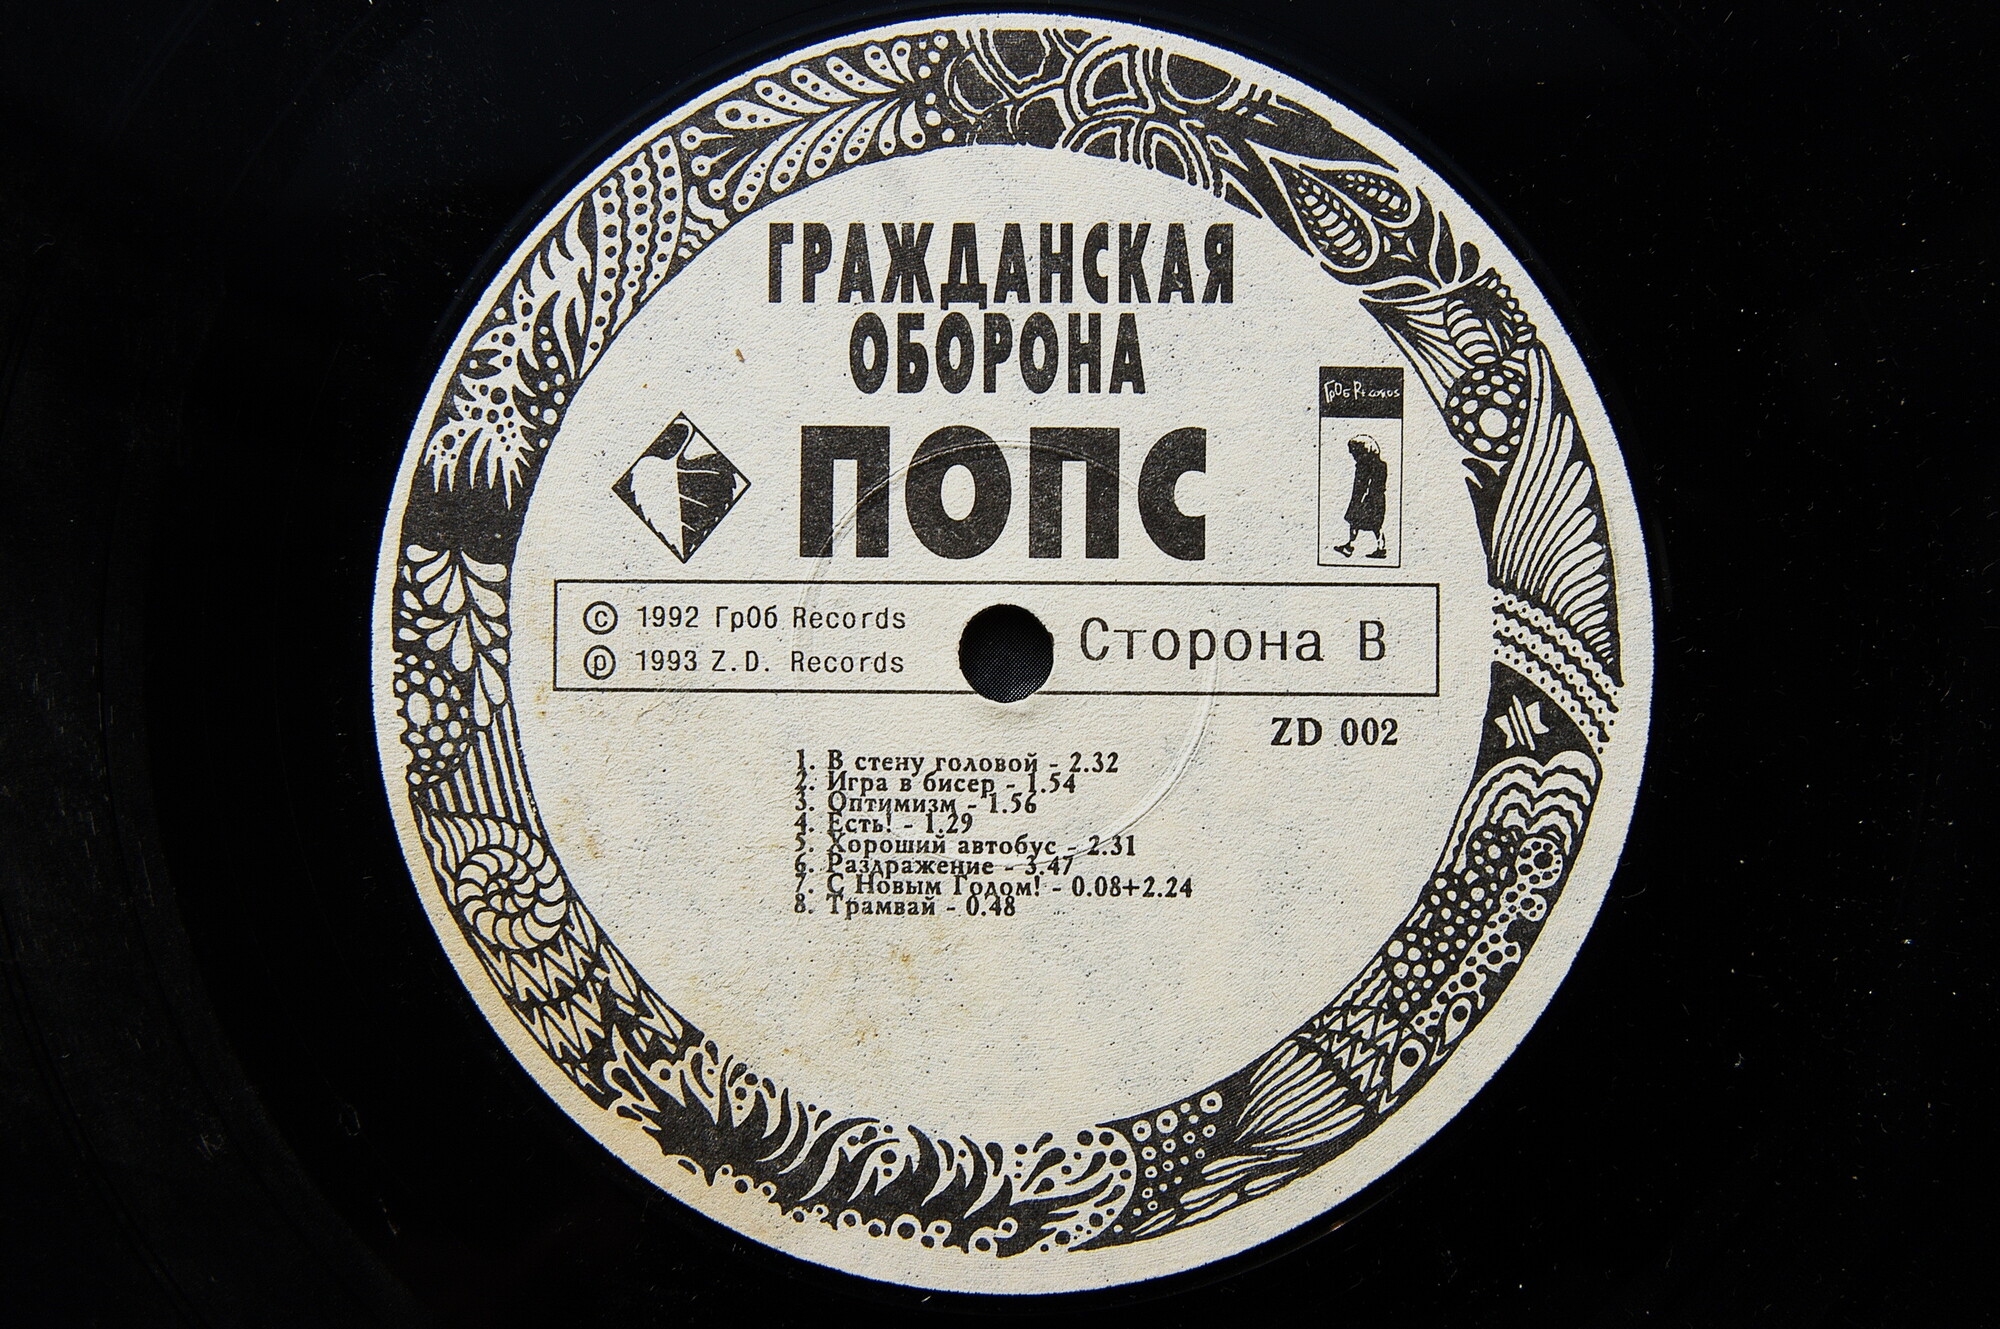 ГРАЖДАНСКАЯ
ОБОРОНА
ПОПС
ГрОб Records
© 1992 ГрОб Records
℗ 1993 Z.D. Records
Сторона В
ZD 002
1. В стену головой - 2.32
2. Игра в бисер - 1.54
3. Оптимизм - 1.56
4. Есть! - 1.29
5. Хороший автобус - 2.31
6. Раздражение - 3.47
7. С Новым Годом! - 0.08+2.24
8. Трамвай - 0.48